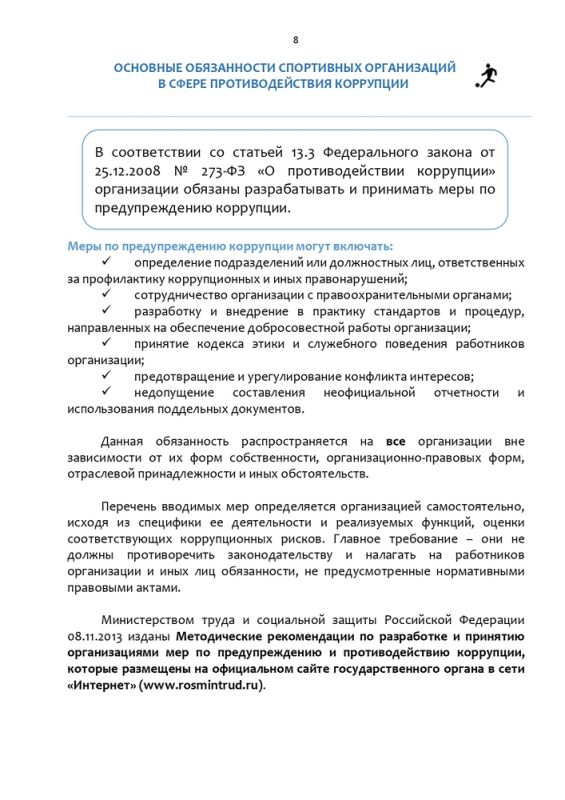 8
ОСНОВНЫЕ ОБЯЗАННОСТИ СПОРТИВНЫХ ОРГАНИЗАЦИЙ
В СФЕРЕ ПРОТИВОДЕЙСТВИЯ КОРРУПЦИИ
В соответствии со статьей 13.3 Федерального закона от
25.12.2008 № 273-ФЗ «О противодействии коррупции»
организации обязаны разрабатывать и принимать меры по
предупреждению коррупции.
Меры по предупреждению коррупции могут включать:
✓ определение подразделений или должностных лиц, ответственных
за профилактику коррупционных и иных правонарушений;
✓ сотрудничество организации с правоохранительными органами;
✓ разработку и внедрение в практику стандартов и процедур,
направленных на обеспечение добросовестной работы организации;
✓ принятие кодекса этики и служебного поведения работников
организации;
✓ предотвращение и урегулирование конфликта интересов;
✓ недопущение составления неофициальной отчетности и
использования поддельных документов.
Данная обязанность распространяется на все организации вне
зависимости от их форм собственности, организационно-правовых форм,
отраслевой принадлежности и иных обстоятельств.
Перечень вводимых мер определяется организацией самостоятельно,
исходя из специфики ее деятельности и реализуемых функций, оценки
соответствующих коррупционных рисков. Главное требование – они не
должны противоречить законодательству и налагать на работников
организации и иных лиц обязанности, не предусмотренные нормативными
правовыми актами.
Министерством труда и социальной защиты Российской Федерации
08.11.2013 изданы Методические рекомендации по разработке и принятию
организациями мер по предупреждению и противодействию коррупции,
которые размещены на официальном сайте государственного органа в сети
«Интернет» (www.rosmintrud.ru).